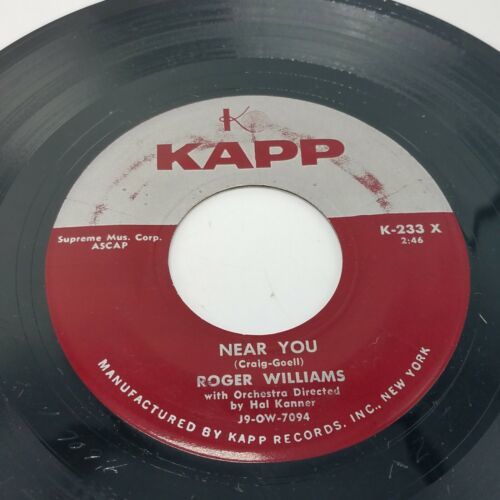 K
KAPP
Supreme Mus. Corp.
ASCAP
K-233 X
2:46
NEAR YOU
(Craig-Goell)
ROGER WILLIAMS
with Orchestra Directed
by Hal Kanner
J9-OW-7094
MANUFACTURED BY KAPP RECORDS, INC., NEW YORK